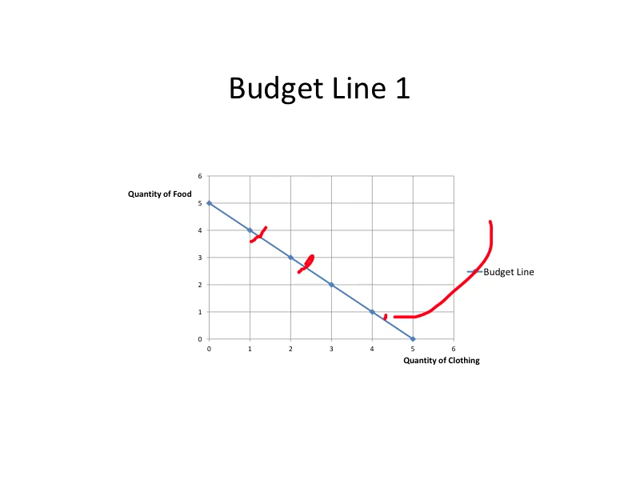 Budget Line 1
Quantity of Food
6
5
4
3
2
1
0
0 1 2 3 4 5 6
Quantity of Clothing
Budget Line